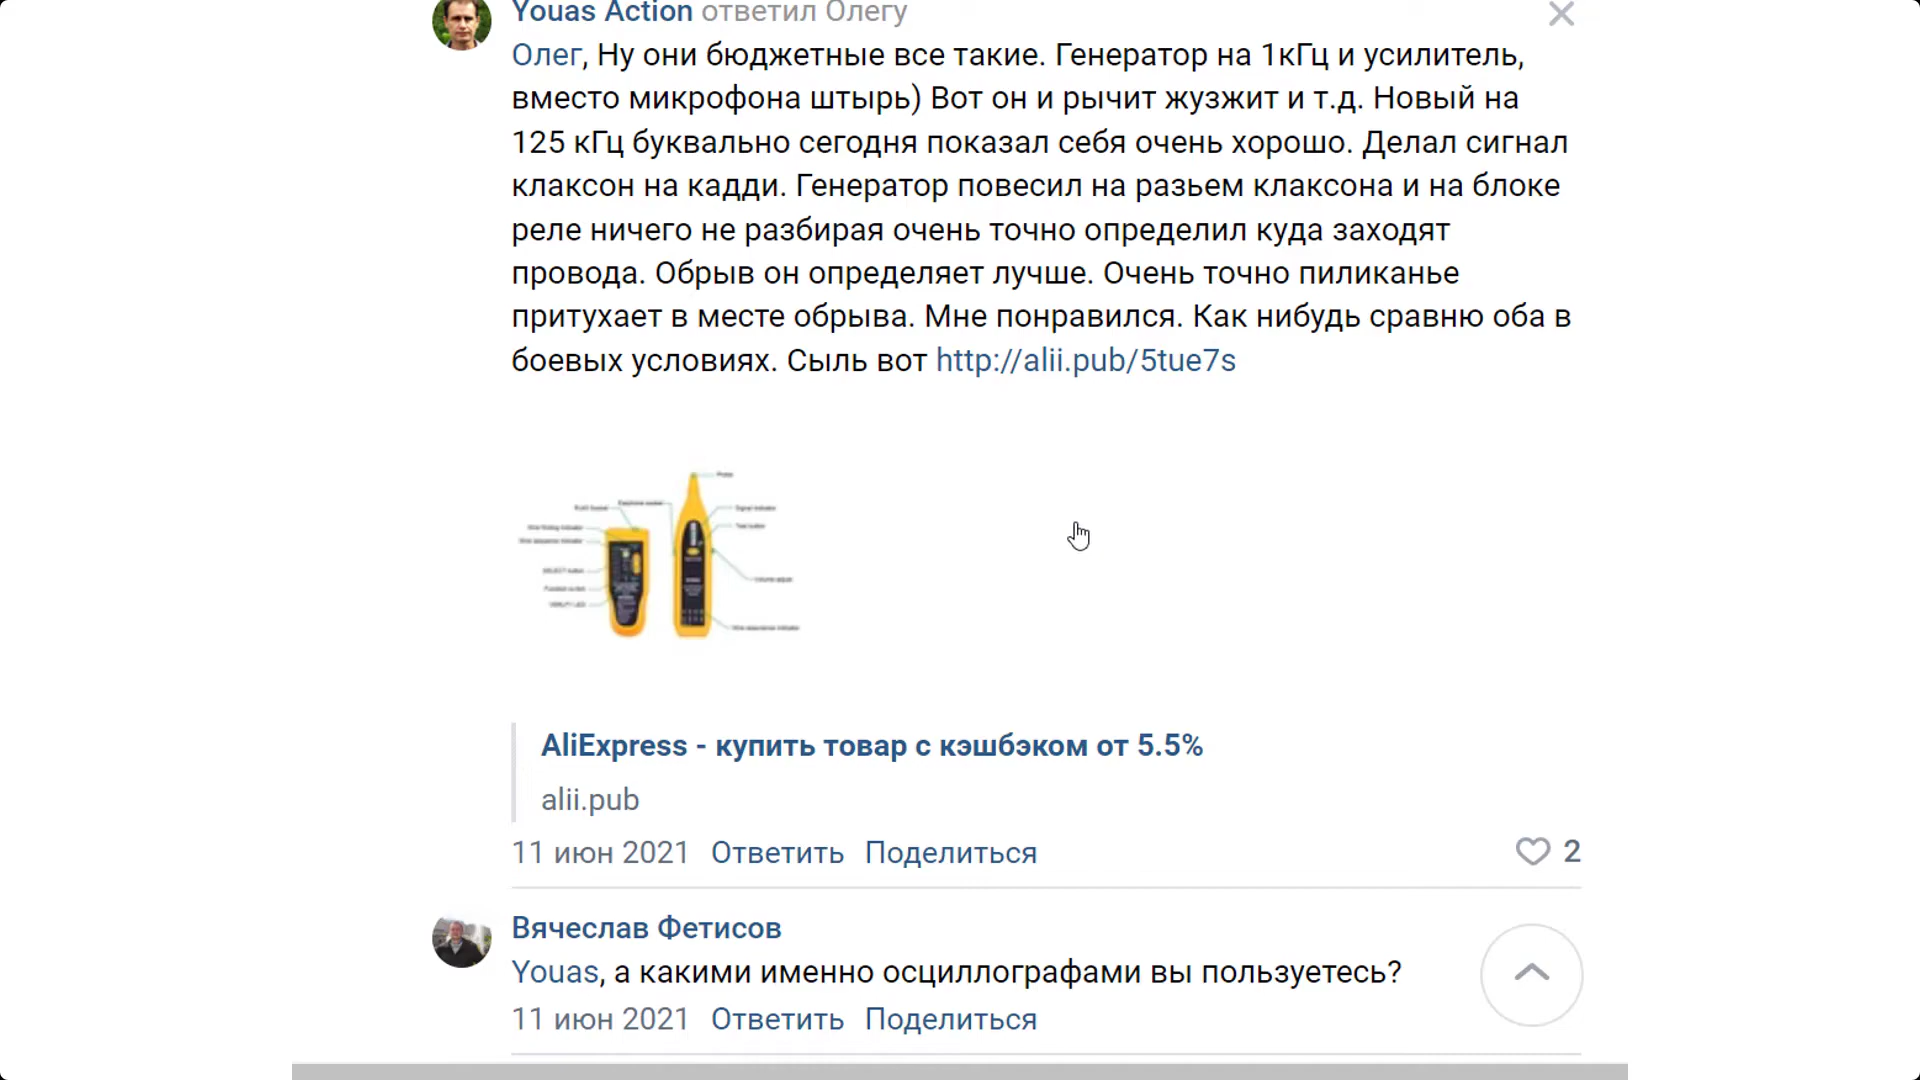 Youas Action ответил Олегу
Олег, Ну они бюджетные все такие. Генератор на 1кГц и усилитель,
вместо микрофона штырь) Вот он и рычит жузжит и т.д. Новый на
125 кГц буквально сегодня показал себя очень хорошо. Делал сигнал
клаксон на кадди. Генератор повесил на разьем клаксона и на блоке
реле ничего не разбирая очень точно определил куда заходят
провода. Обрыв он определяет лучше. Очень точно пиликанье
притухает в месте обрыва. Мне понравился. Как нибудь сравню оба в
боевых условиях. Сыль вот http://alii.pub/5tue7s
Signal indicator
Volume adjust
AliExpress - купить товар с кэшбэком от 5.5%
alii.pub
11 июн 2021 Ответить Поделиться
2
Вячеслав Фетисов
Youas, а какими именно осциллографами вы пользуетесь?
11 июн 2021 Ответить Поделиться